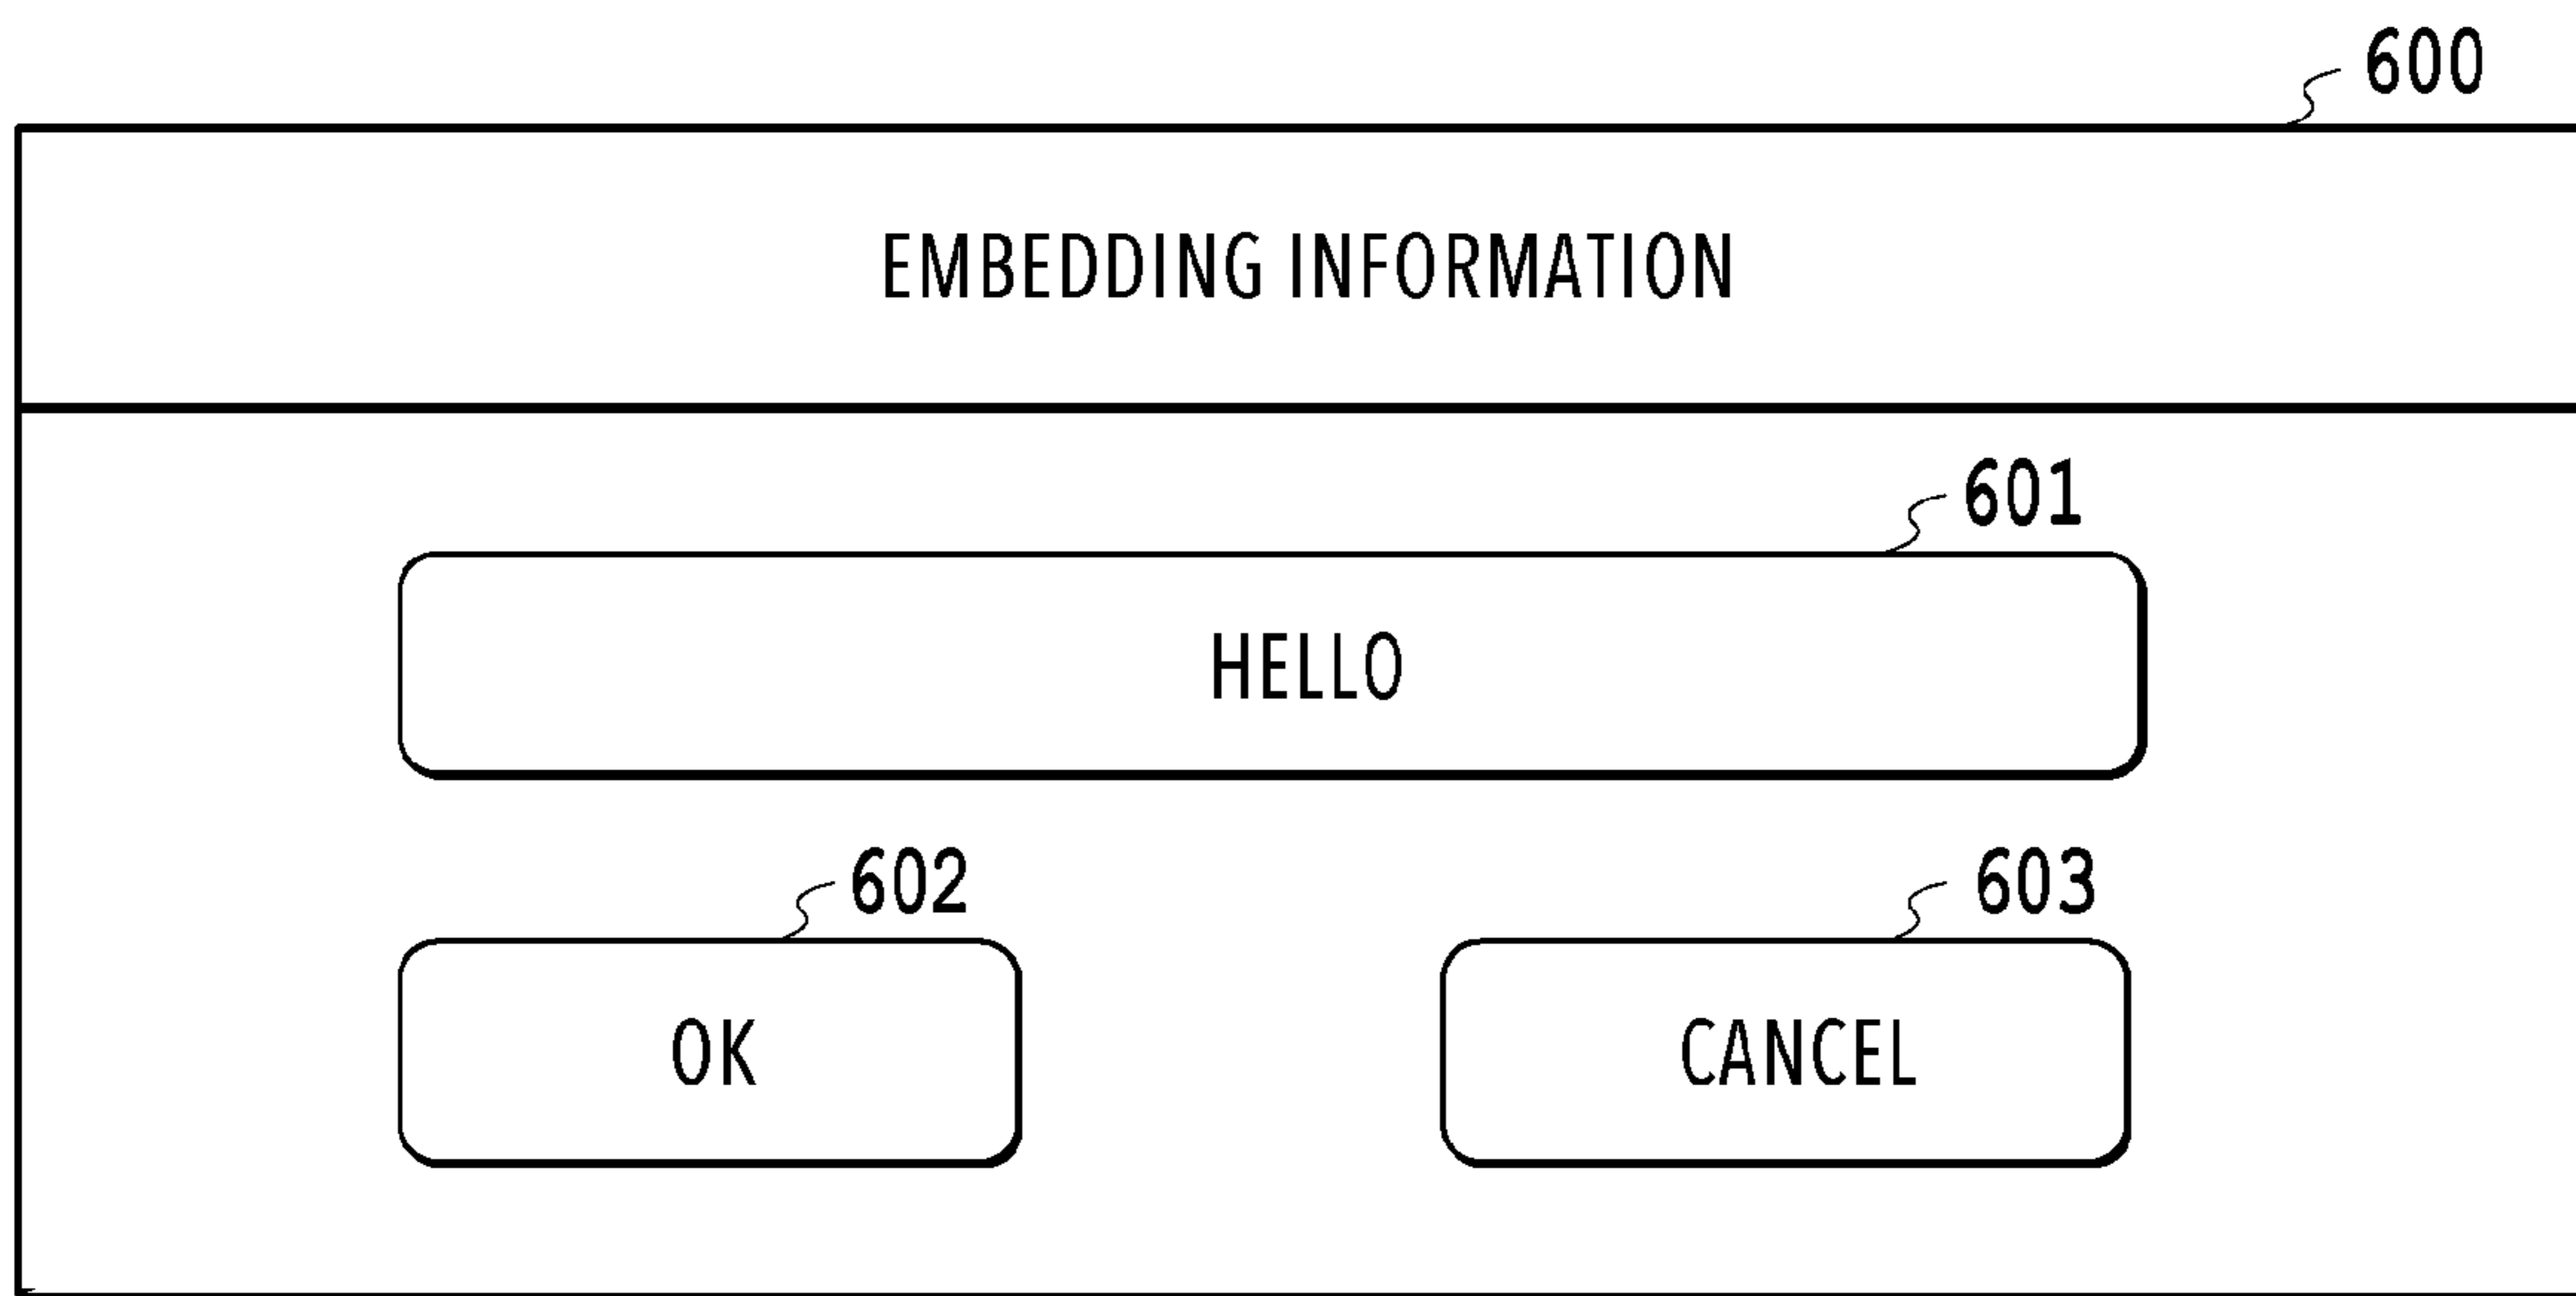 600
EMBEDDING INFORMATION
601
HELLO
602
603
OK
CANCEL